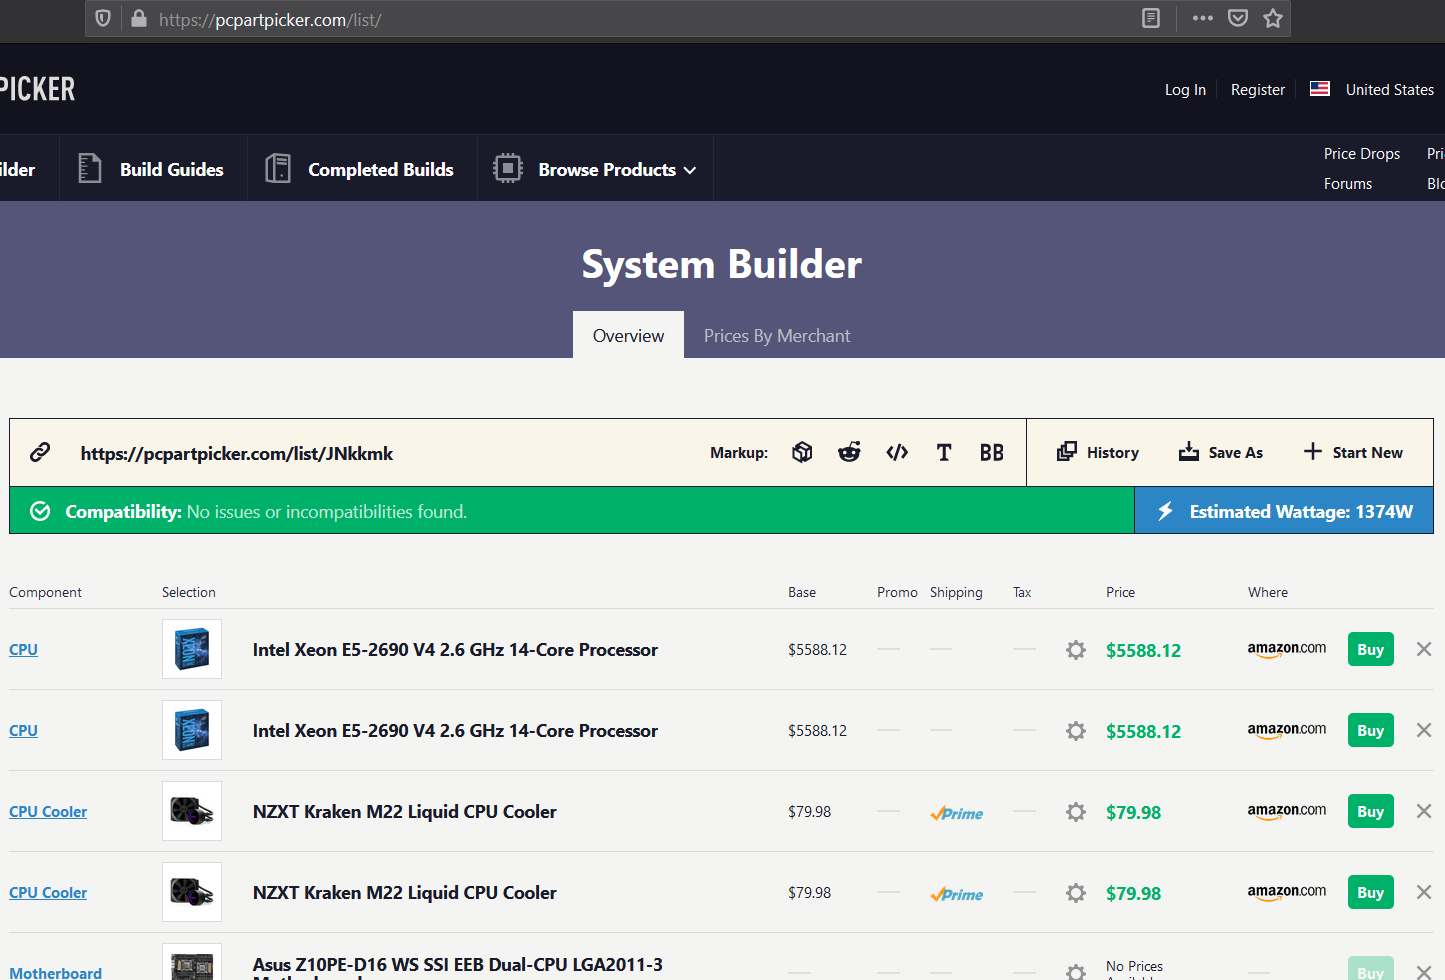 https://pcpartpicker.com/list/
PICKER
Log In Register United States
ilder Build Guides Completed Builds Browse Products
Price Drops Pri
Forums Blo
System Builder
Overview Prices By Merchant
https://pcpartpicker.com/list/JNkkmk Markup: T BB History Save As Start New
Compatibility: No issues or incompatibilities found. Estimated Wattage: 1374W
Component Selection Base Promo Shipping Tax Price Where
CPU XEON Intel Xeon E5-2690 V4 2.6 GHz 14-Core Processor $5588.12 — — — $5588.12 amazon.com Buy
CPU XEON Intel Xeon E5-2690 V4 2.6 GHz 14-Core Processor $5588.12 — — — $5588.12 amazon.com Buy
CPU Cooler NZXT Kraken M22 Liquid CPU Cooler $79.98 — Prime — $79.98 amazon.com Buy
CPU Cooler NZXT Kraken M22 Liquid CPU Cooler $79.98 — Prime — $79.98 amazon.com Buy
Motherboard Asus Z10PE-D16 WS SSI EEB Dual-CPU LGA2011-3 — — — No Prices — Buy